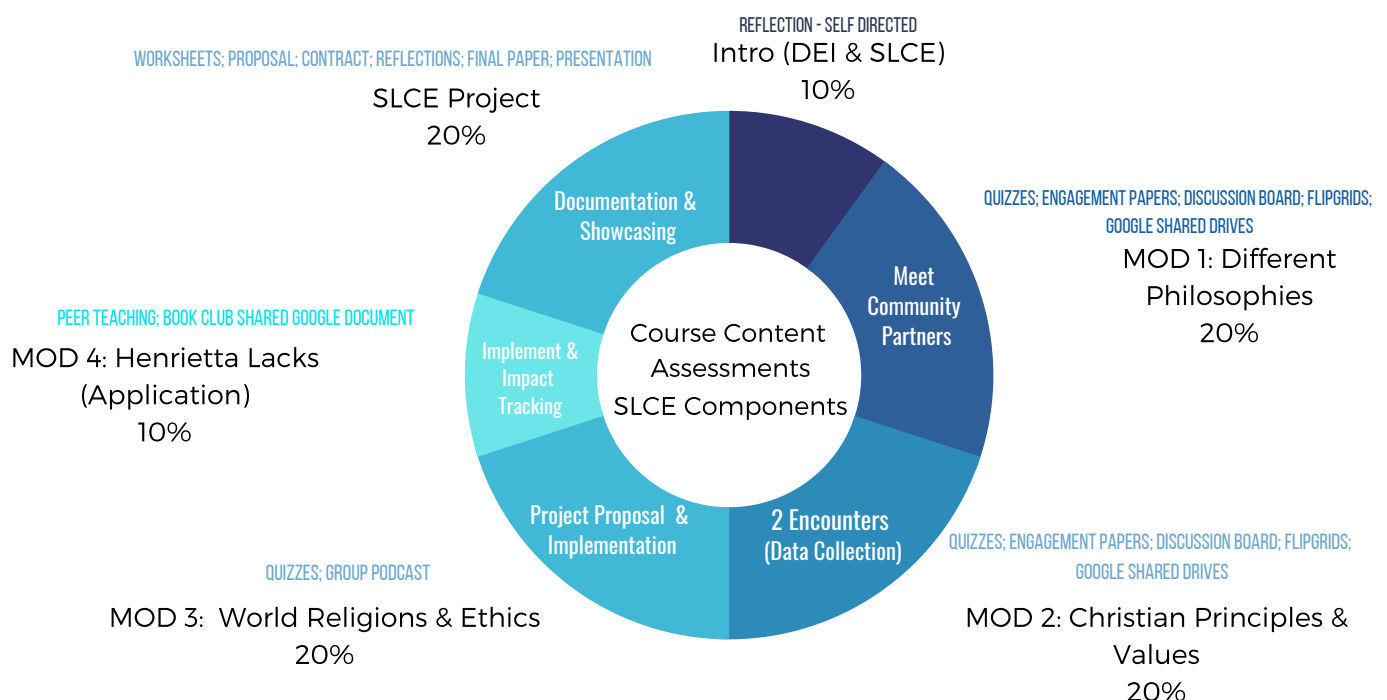 REFLECTION - SELF DIRECTED
Intro (DEI & SLCE)
10%
WORKSHEETS; PROPOSAL; CONTRACT; REFLECTIONS; FINAL PAPER; PRESENTATION
SLCE Project
20%
QUIZZES; ENGAGEMENT PAPERS; DISCUSSION BOARD; FLIPGRIDS;
GOOGLE SHARED DRIVES
MOD 1: Different
Philosophies
20%
Documentation &
Showcasing
Meet
Community
Partners
PEER TEACHING; BOOK CLUB SHARED GOOGLE DOCUMENT
MOD 4: Henrietta Lacks
(Application)
10%
Implement &
Impact
Tracking
Course Content
Assessments
SLCE Components
Project Proposal &
Implementation
2 Encounters
(Data Collection)
QUIZZES; GROUP PODCAST
MOD 3: World Religions & Ethics
20%
QUIZZES; ENGAGEMENT PAPERS; DISCUSSION BOARD; FLIPGRIDS;
GOOGLE SHARED DRIVES
MOD 2: Christian Principles &
Values
20%